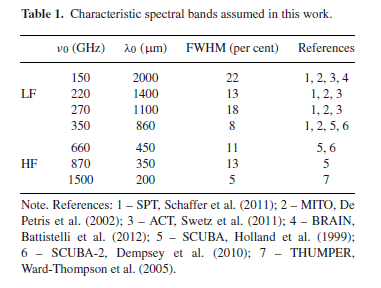 Table 1. Characteristic spectral bands assumed in this work.
ν0 (GHz) λ0 (μm) FWHM (per cent) References
150 2000 22 1, 2, 3, 4
LF 220 1400 13 1, 2, 3
270 1100 18 1, 2, 3
350 860 8 1, 2, 5, 6
660 450 11 5, 6
HF 870 350 13 5
1500 200 5 7
Note. References: 1 – SPT, Schaffer et al. (2011); 2 – MITO, De
Petris et al. (2002); 3 – ACT, Swetz et al. (2011); 4 – BRAIN,
Battistelli et al. (2012); 5 – SCUBA, Holland et al. (1999);
6 – SCUBA-2, Dempsey et al. (2010); 7 – THUMPER,
Ward-Thompson et al. (2005).